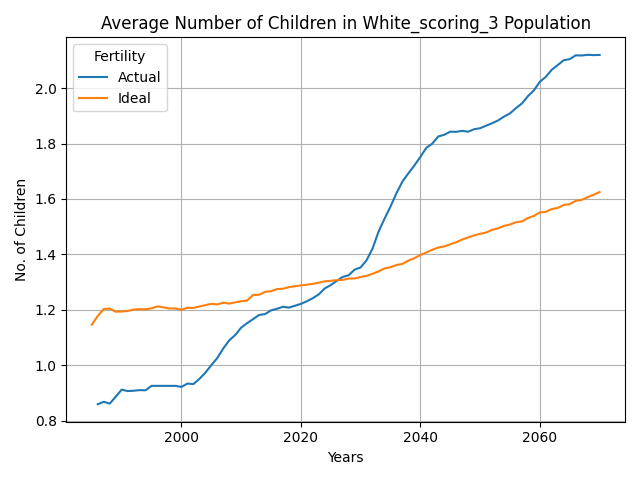 Average Number of Children in White_scoring_3 Population
Fertility
Actual
Ideal
No. of Children
2.0
1.8
1.6
1.4
1.2
1.0
0.8
2000
2020
2040
2060
Years